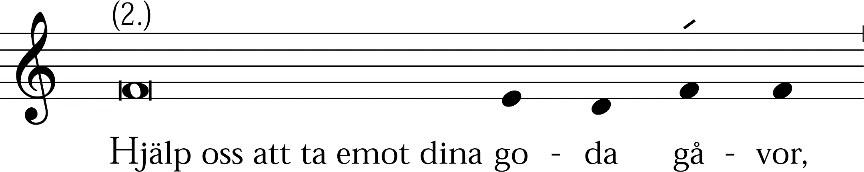 (2.)
Hjälp oss att ta emot dina go - da gå - vor,